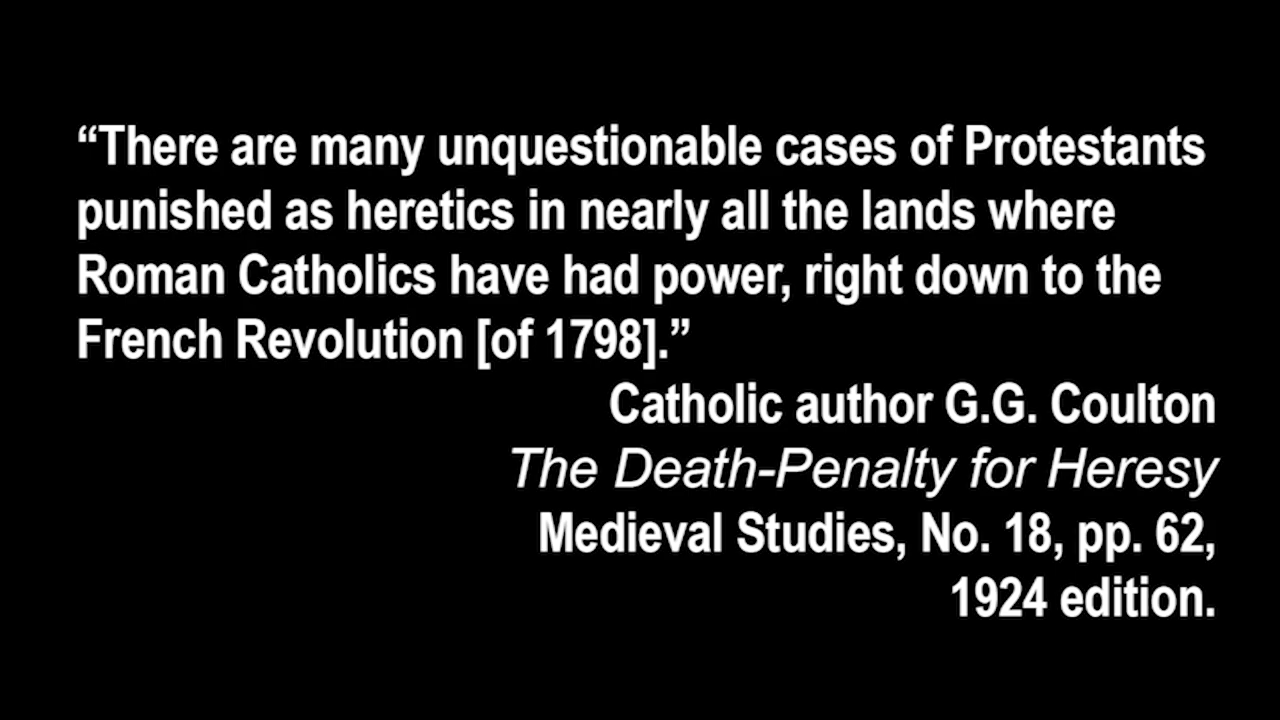 “There are many unquestionable cases of Protestants
punished as heretics in nearly all the lands where
Roman Catholics have had power, right down to the
French Revolution [of 1798].”
Catholic author G.G. Coulton
The Death-Penalty for Heresy
Medieval Studies, No. 18, pp. 62,
1924 edition.